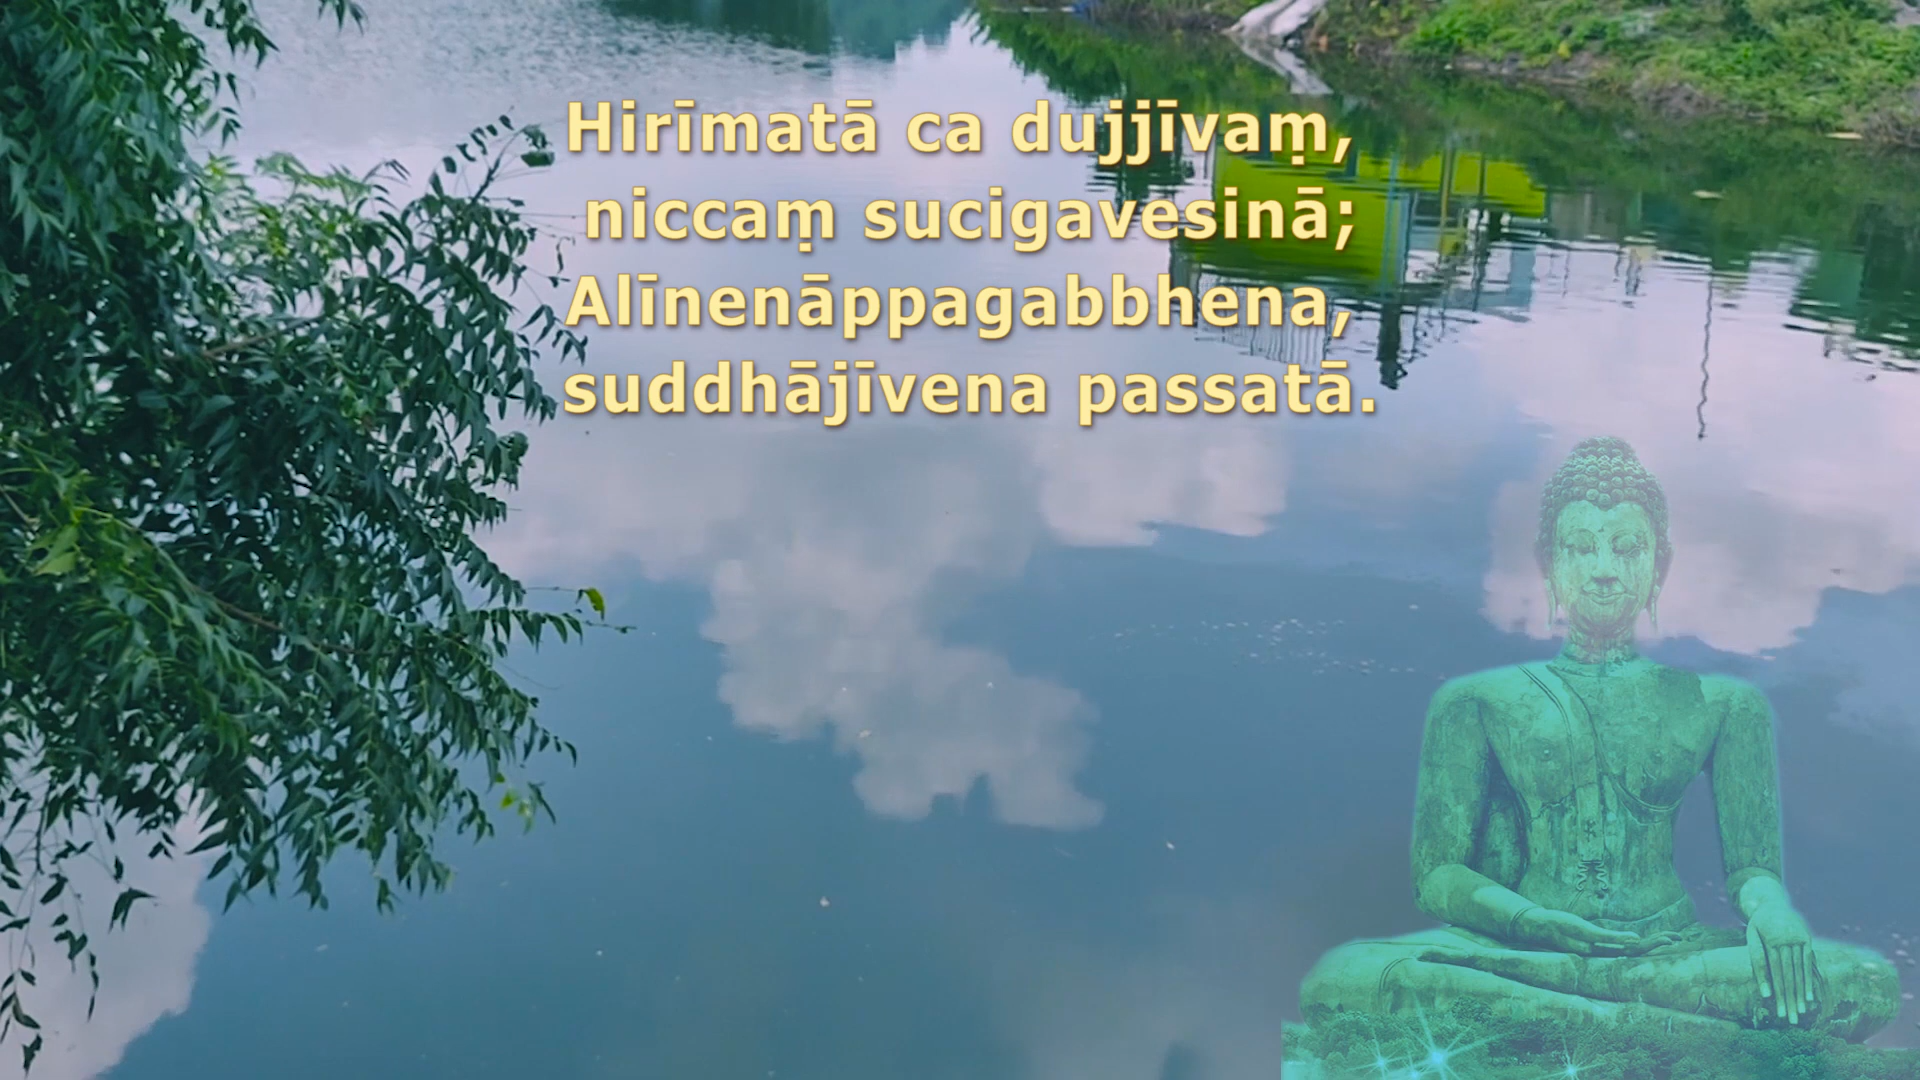 Hirīmatā ca dujjīvaṃ,
niccaṃ sucigavesinā;
Alīnenāppagabbhena,
suddhājīvena passatā.